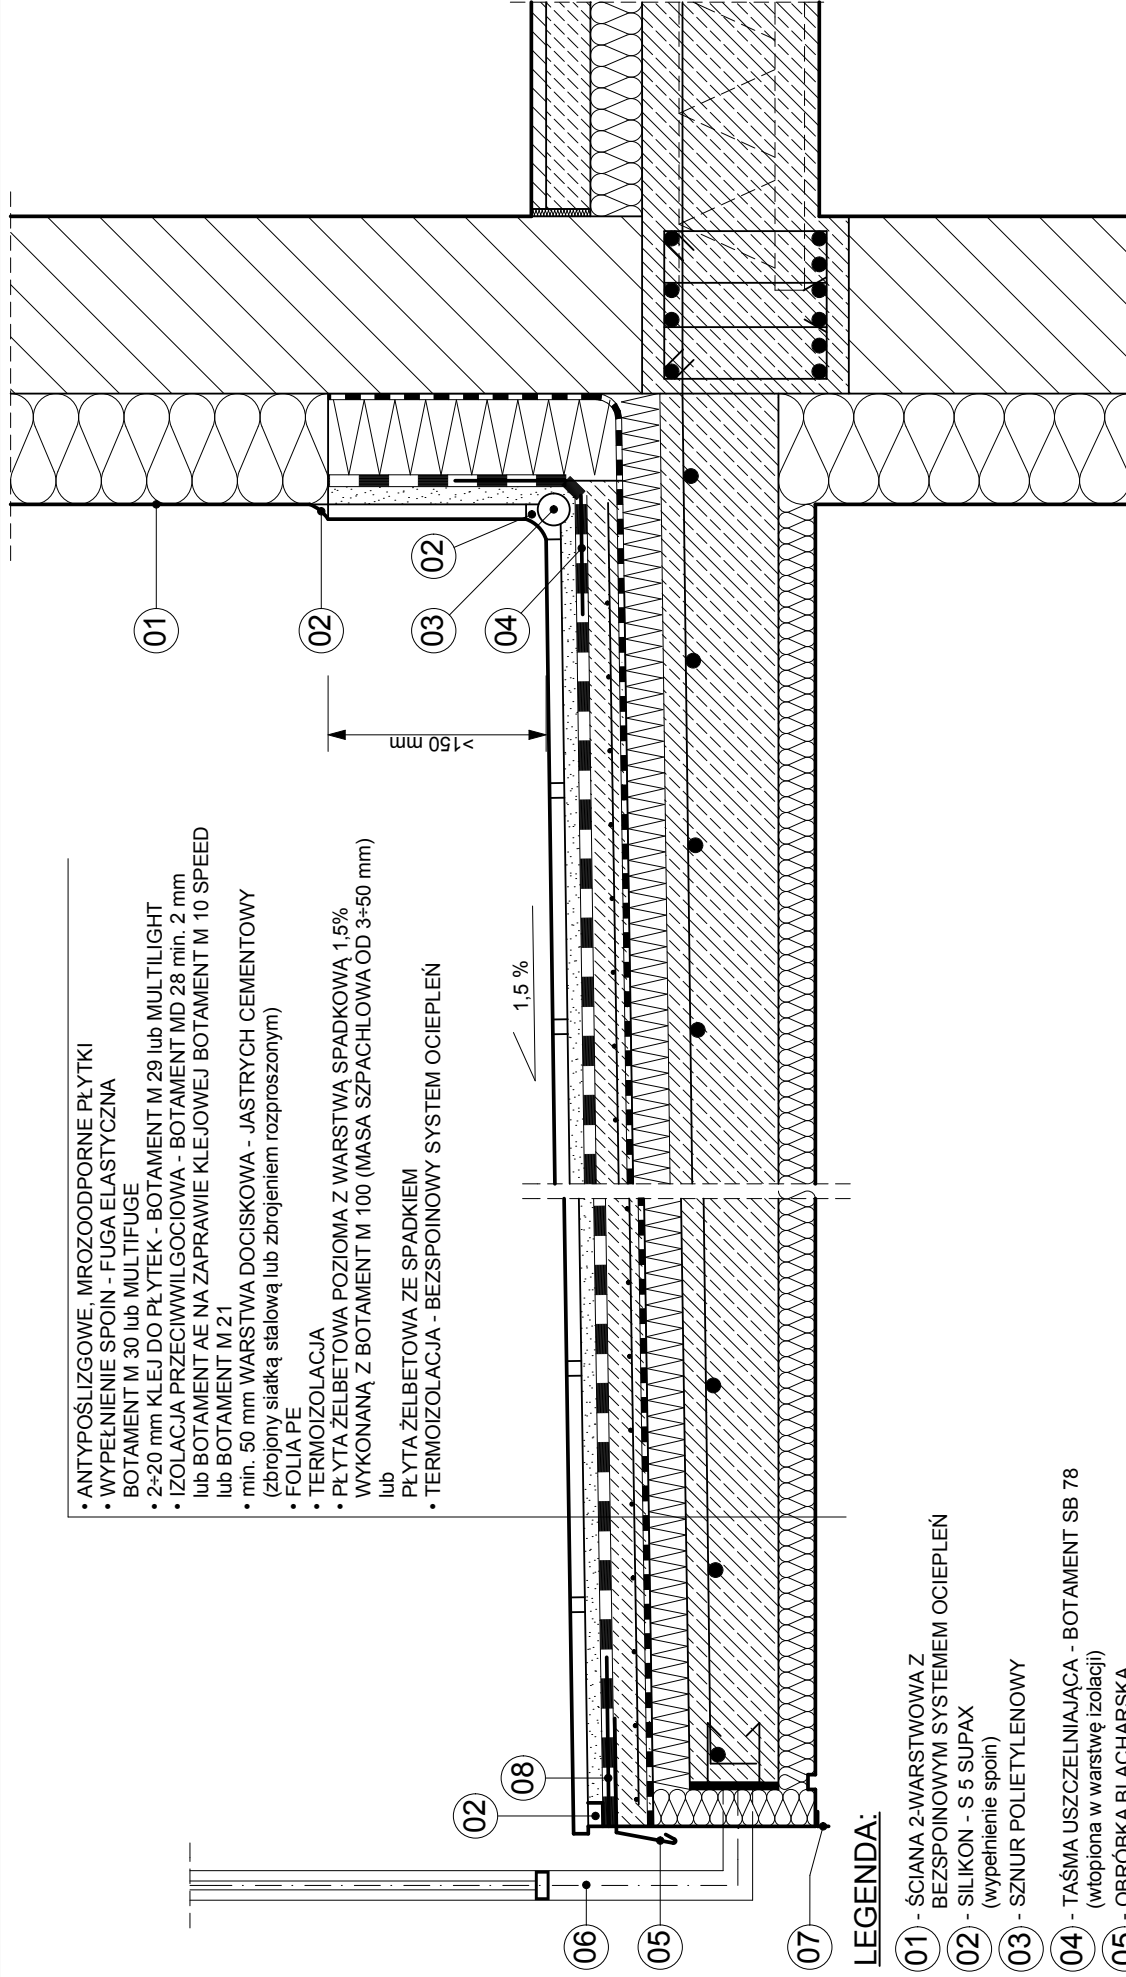 • ANTYPOŚLIZGOWE, MROZOODPORNE PŁYTKI
• WYPEŁNIENIE SPOIN - FUGA ELASTYCZNA
BOTAMENT M 30 lub MULTIFUGE
• 2÷20 mm KLEJ DO PŁYTEK - BOTAMENT M 29 lub MULTILIGHT
• IZOLACJA PRZECIWWILGOCIOWA - BOTAMENT MD 28 min. 2 mm
lub BOTAMENT AE NA ZAPRAWIE KLEJOWEJ BOTAMENT M 10 SPEED
lub BOTAMENT M 21
• min. 50 mm WARSTWA DOCISKOWA - JASTRYCH CEMENTOWY
(zbrojony siatką stalową lub zbrojeniem rozproszonym)
• FOLIA PE
• TERMOIZOLACJA
• PŁYTA ŻELBETOWA POZIOMA Z WARSTWĄ SPADKOWĄ 1,5%
WYKONANĄ Z BOTAMENT M 100 (MASA SZPACHLOWA OD 3÷50 mm)
lub
PŁYTA ŻELBETOWA ZE SPADKIEM
• TERMOIZOLACJA - BEZSPOINOWY SYSTEM OCIEPLEŃ
01
02
02
03
04
>150 mm
1,5 %
02
08
06
05
07
LEGENDA:
01 - ŚCIANA 2-WARSTWOWA Z
BEZSPOINOWYM SYSTEMEM OCIEPLEŃ
02 - SILIKON - S 5 SUPAX
(wypełnienie spoin)
03 - SZNUR POLIETYLENOWY
04 - TAŚMA USZCZELNIAJĄCA - BOTAMENT SB 78
(wtopiona w warstwę izolacji)
05 - OBRÓBKA BLACHARSKA